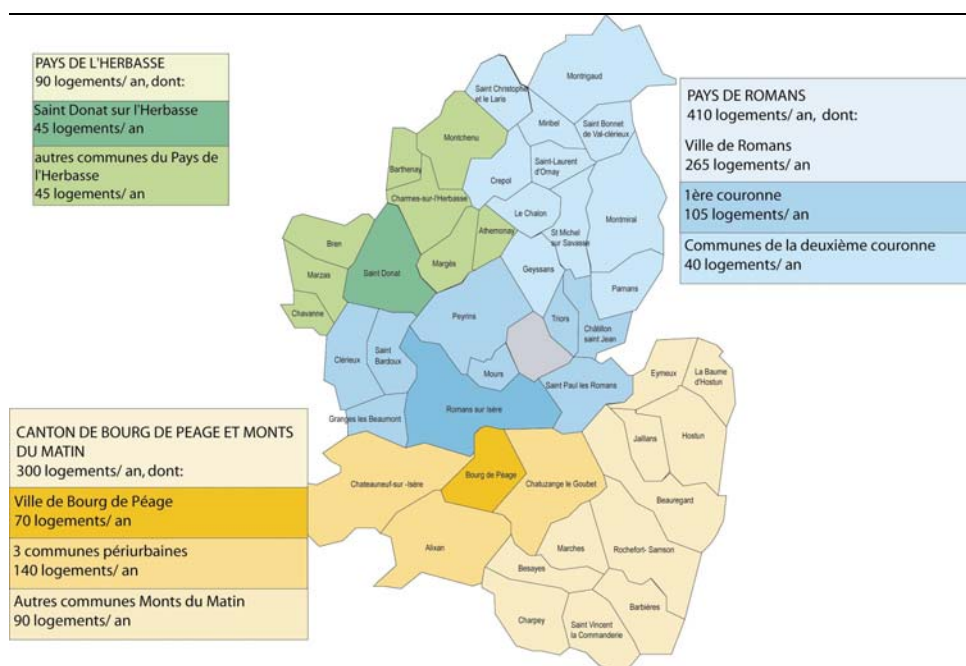 PAYS DE L'HERBASSE
90 logements/ an, dont:
Saint Donat sur l'Herbasse
45 logements/ an
autres communes du Pays de
l'Herbasse
45 logements/ an
PAYS DE ROMANS
410 logements/ an, dont:
Ville de Romans
265 logements/ an
1ère couronne
105 logements/ an
Communes de la deuxième couronne
40 logements/ an
CANTON DE BOURG DE PEAGE ET MONTS
DU MATIN
300 logements/ an, dont:
Ville de Bourg de Péage
70 logements/ an
3 communes périurbaines
140 logements/ an
Autres communes Monts du Matin
90 logements/ an
Montrigaud
Saint Christophe
et le Laris
Miribel
Saint Bonnet
de Val-clérieux
Montchenu
Saint-Laurent
d'Onay
Barthenay
Crepol
Charmes-sur-l'Herbasse
Le Chalon
Montmiral
Athemonay
St Michel
sur Savasse
Bren
Margès
Saint Donat
Geyssans
Marzas
Parnans
Chavanne
Peyrins
Triors
Châtillon
saint Jean
Clérieux
Saint
Bardoux
Mours
Saint Paul les Romans
Eymeux
La Baume
d'Hostun
Granges les Beaumont
Romans sur Isère
Jaillans
Hostun
Bourg de Péage
Chateauneuf-sur -Isère
Chatuzange le Goubet
Beauregard
Alixan
Marches
Rochefort- Samson
Besayes
Barbières
Charpey
Saint Vincent
la Commanderie